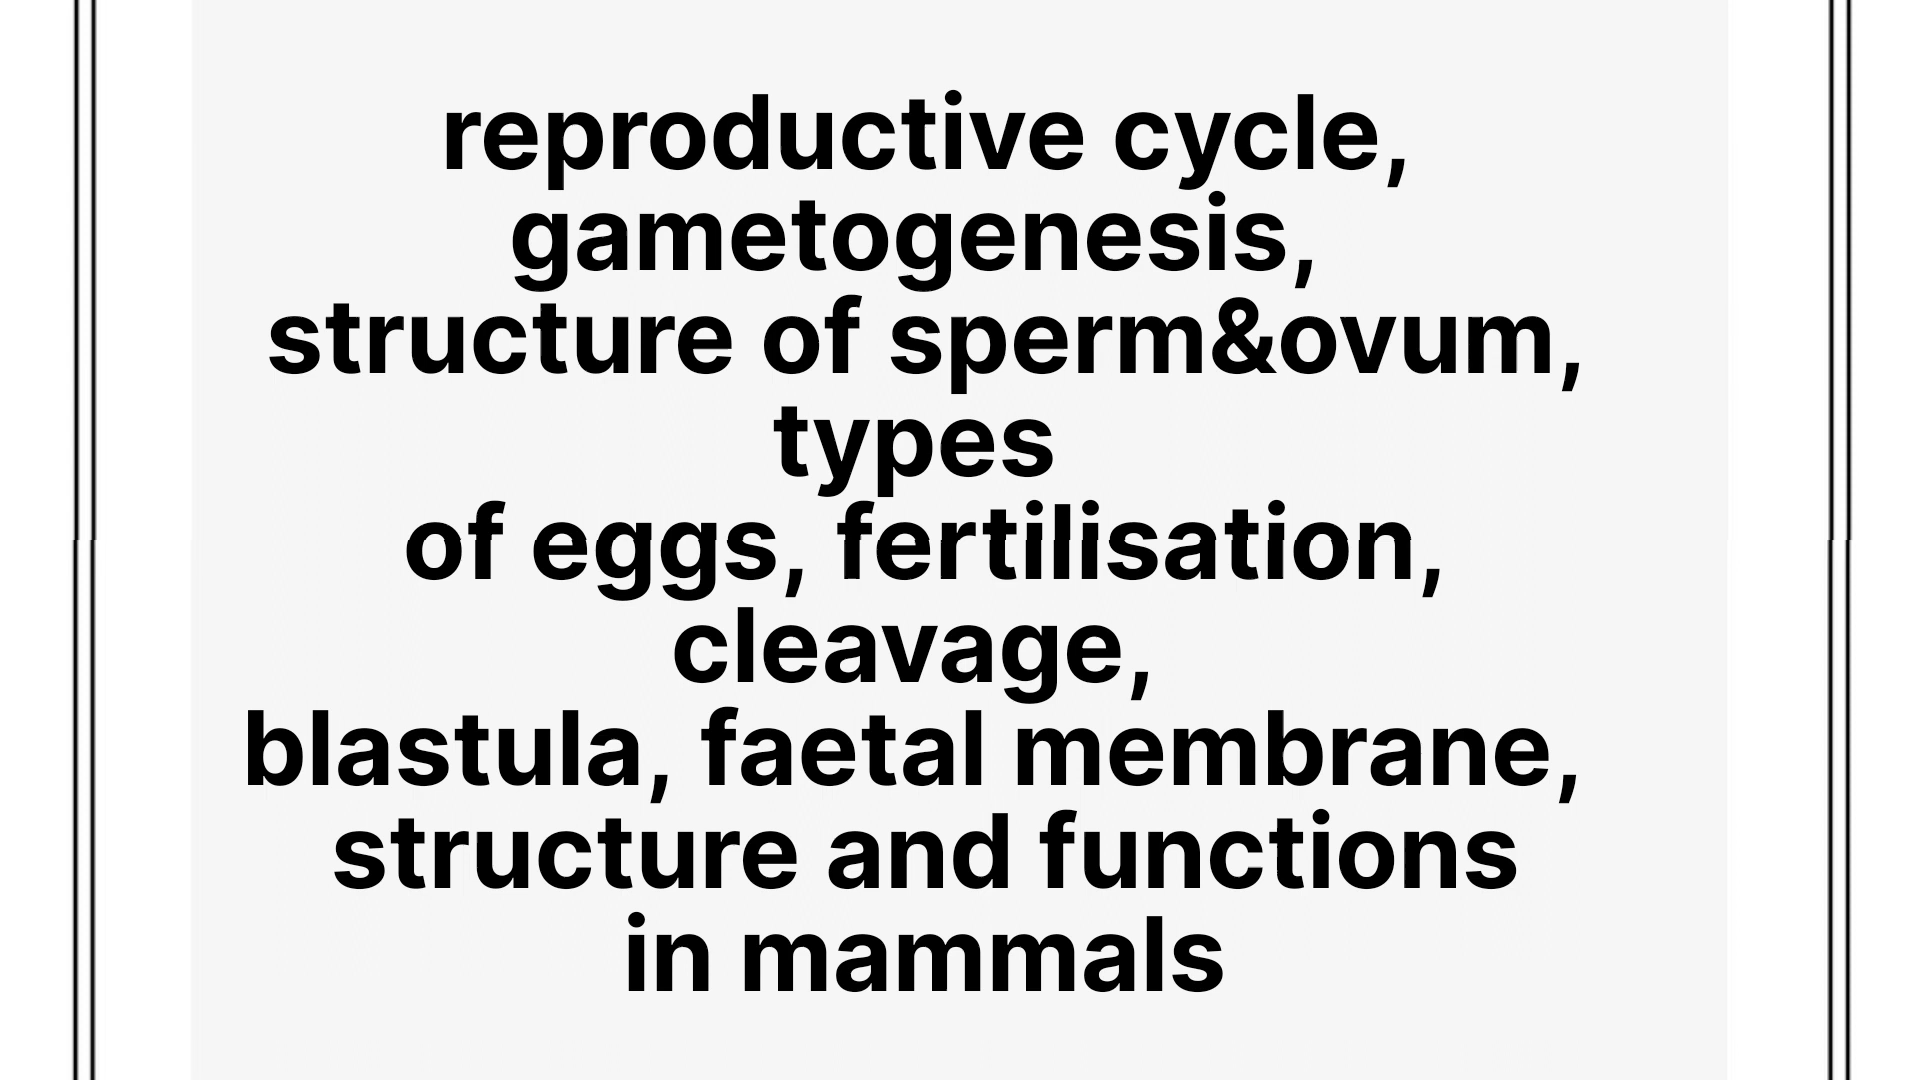 reproductive cycle,
gametogenesis,
structure of sperm&ovum,
types
of eggs, fertilisation,
cleavage,
blastula, faetal membrane,
structure and functions
in mammals